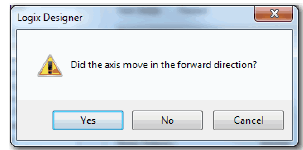 Logix Designer
Did the axis move in the forward direction?
Yes No Cancel